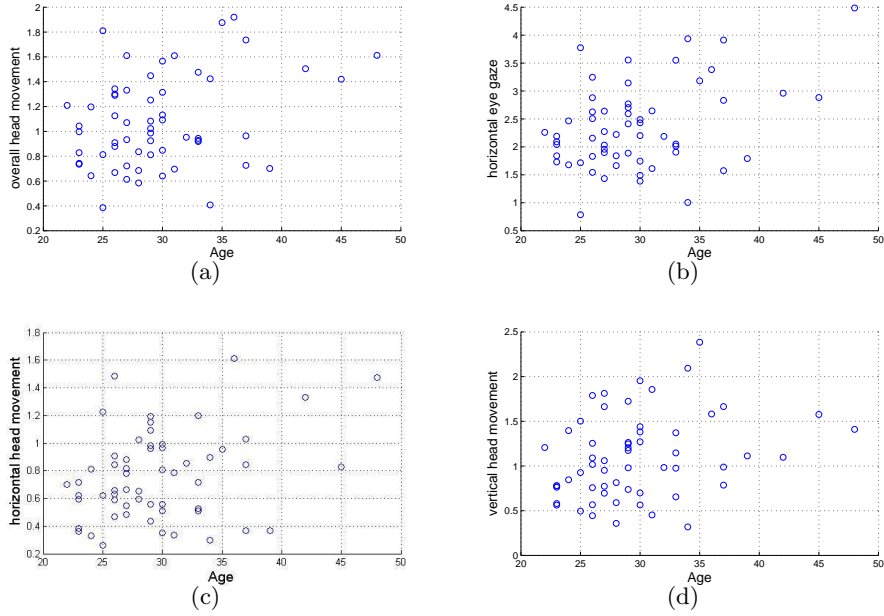 2
1.8
1.6
1.4
1.2
1
0.8
0.6
0.4
0.2
overall head movement
20 25 30 35 40 45 50
Age
(a)
4.5
4
3.5
3
2.5
2
1.5
1
0.5
horizontal eye gaze
20 25 30 35 40 45 50
Age
(b)
1.8
1.6
1.4
1.2
1
0.8
0.6
0.4
0.2
horizontal head movement
20 25 30 35 40 45 50
Age
(c)
2.5
2
1.5
1
0.5
0
vertical head movement
20 25 30 35 40 45 50
Age
(d)